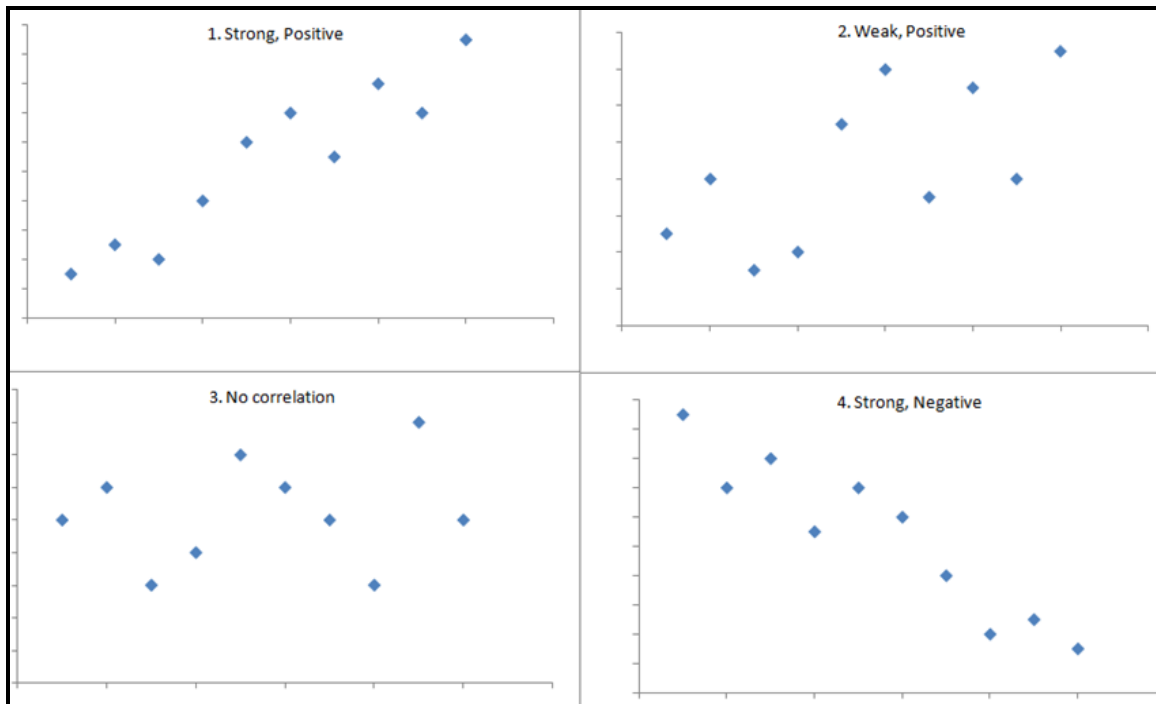 1. Strong, Positive
2. Weak, Positive
3. No correlation
4. Strong, Negative